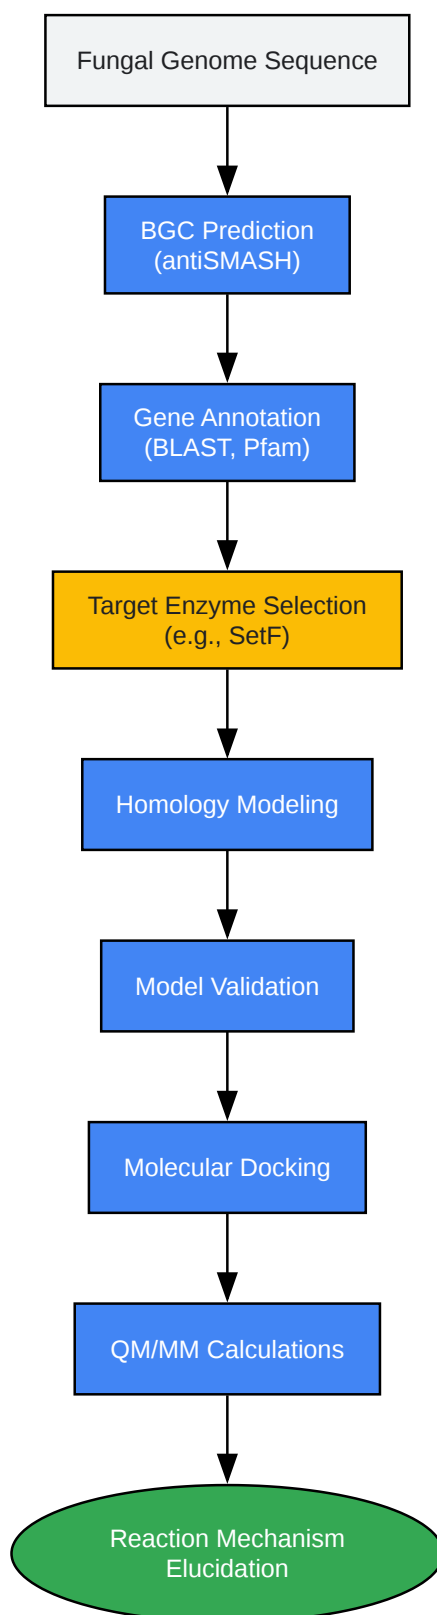 Fungal Genome Sequence
BGC Prediction
(antiSMASH)
Gene Annotation
(BLAST, Pfam)
Target Enzyme Selection
(e.g., SetF)
Homology Modeling
Model Validation
Molecular Docking
QM/MM Calculations
Reaction Mechanism
Elucidation